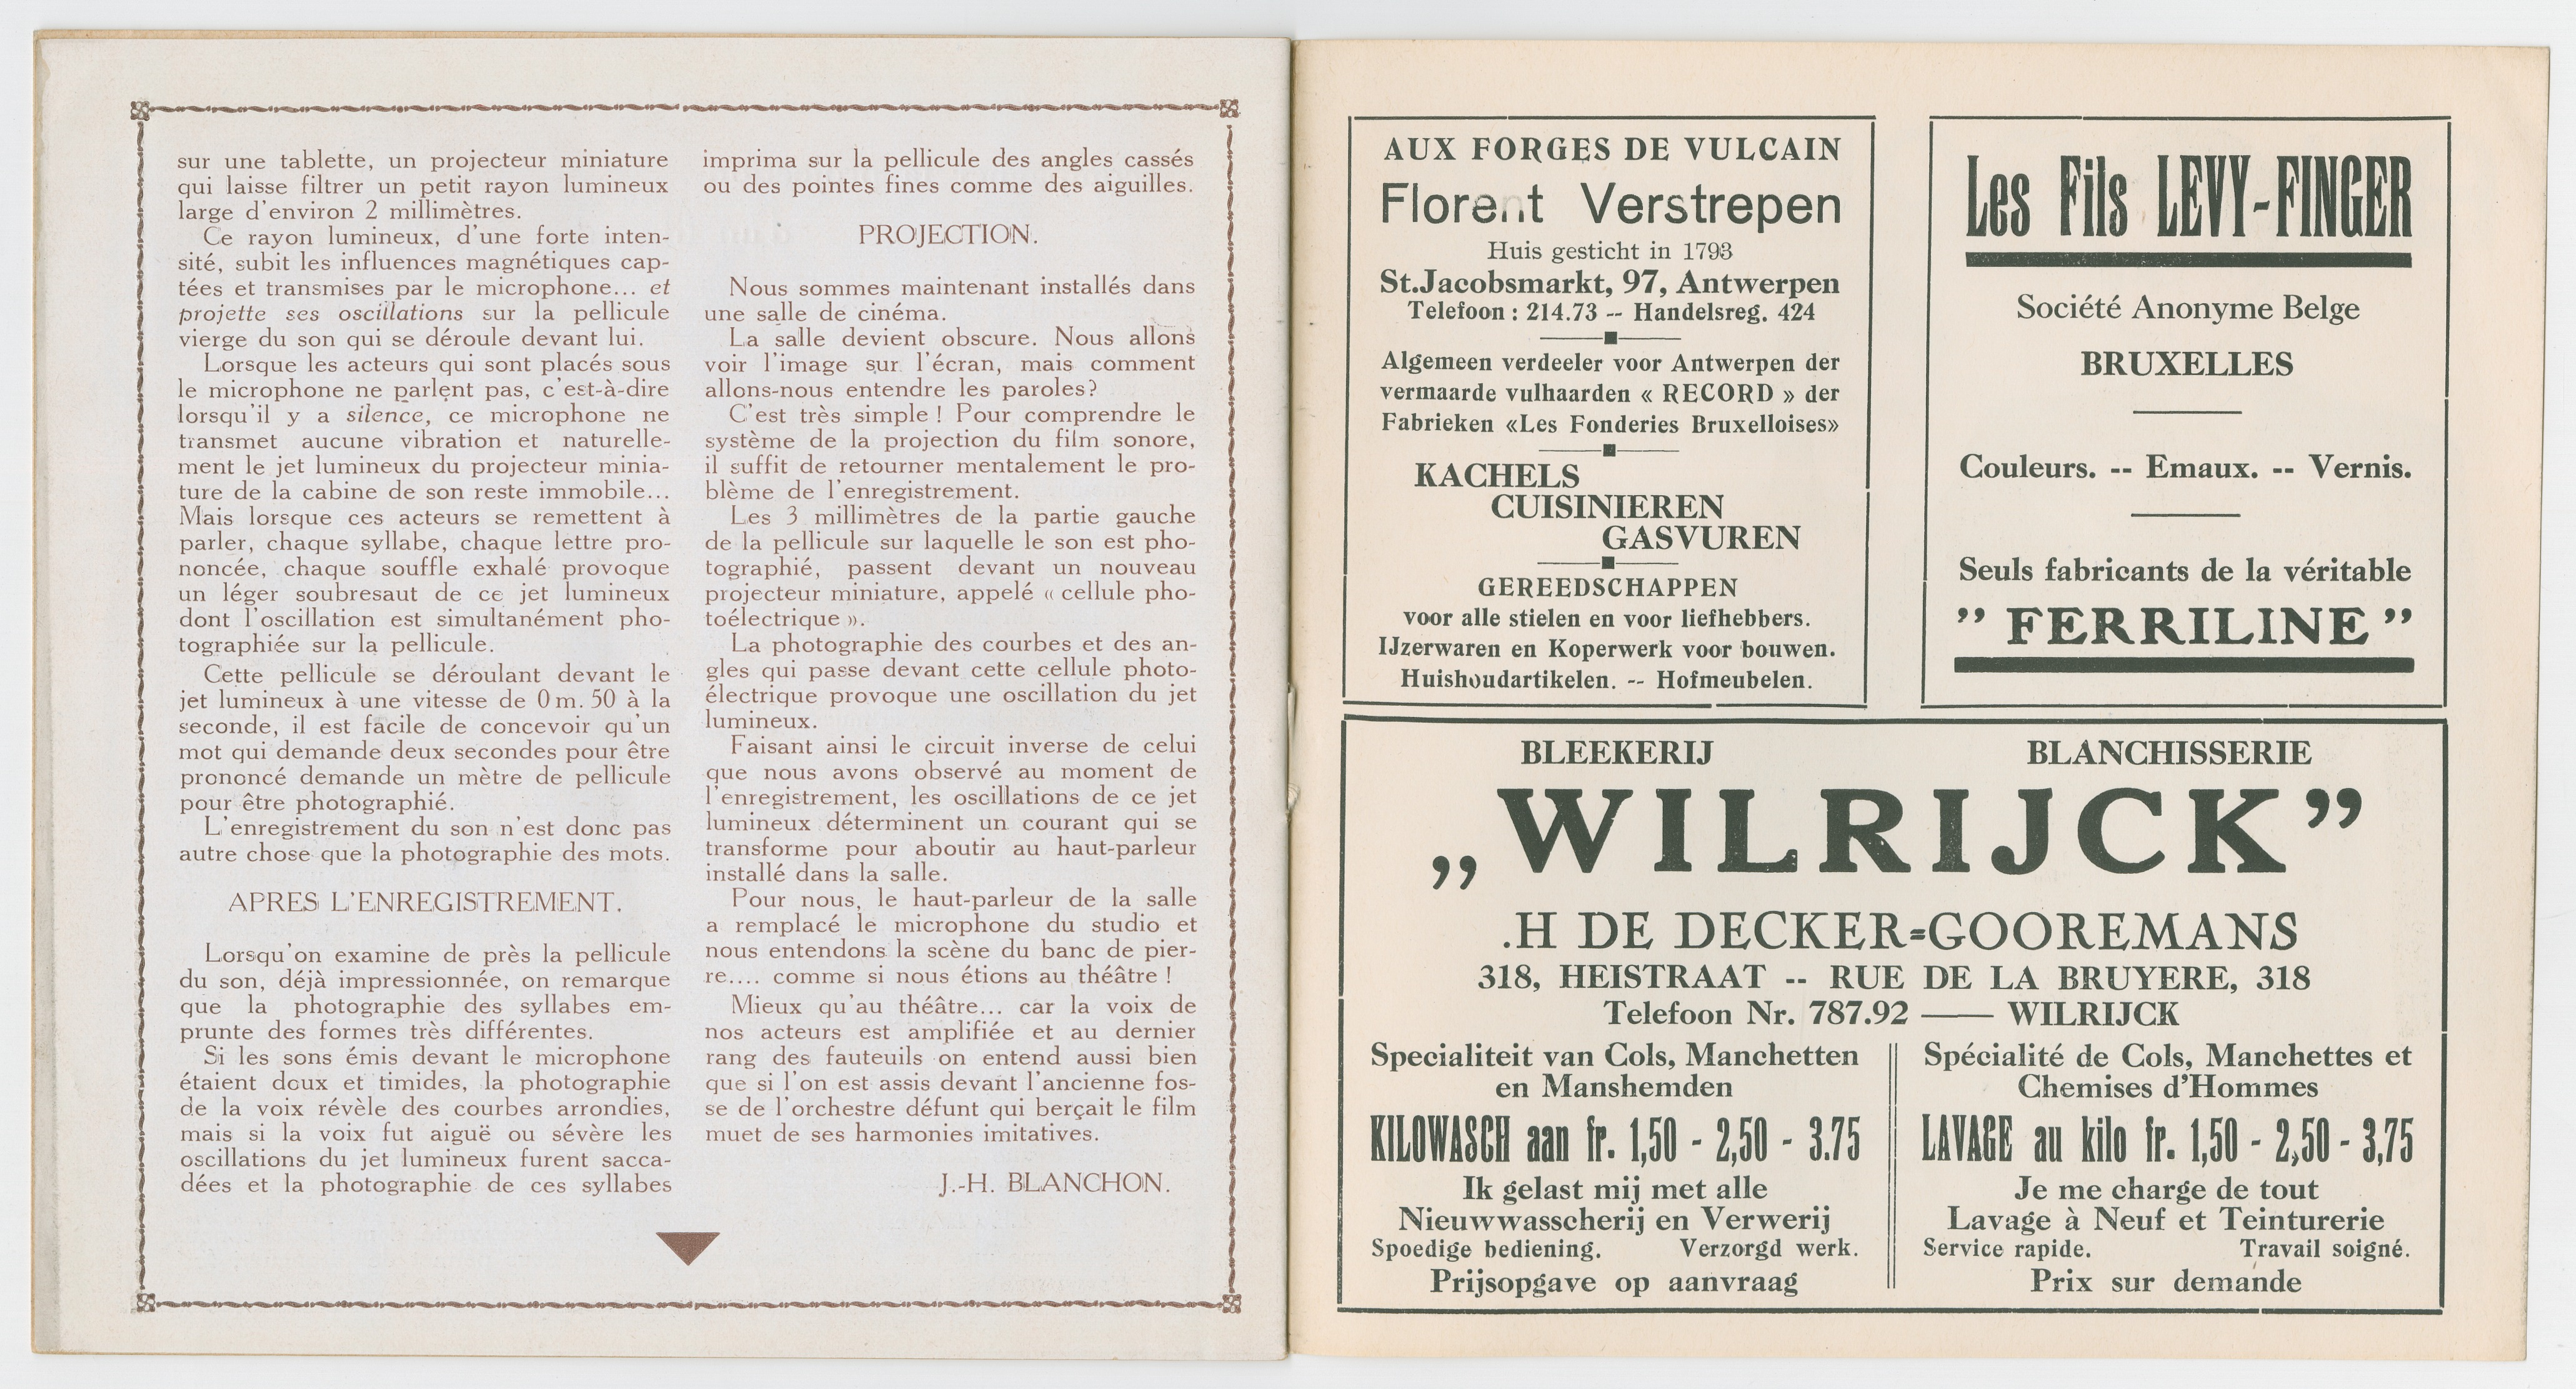 sur une tablette, un projecteur miniature
qui laisse filtrer un petit rayon lumineux
large d'environ 2 millimètres.
Ce rayon lumineux, d'une forte inten-
sité, subit les influences magnétiques cap-
tées et transmises par le microphone... et
projette ses oscillations sur la pellicule
vierge du son qui se déroule devant lui.
Lorsque les acteurs qui sont placés sous
le microphone ne parlent pas, c'est-à-dire
lorsqu'il y a silence, ce microphone ne
transmet aucune vibration et naturelle-
ment le jet lumineux du projecteur minia-
ture de la cabine de son reste immobile...
Mais lorsque ces acteurs se remettent à
parler, chaque syllabe, chaque lettre pro-
noncée, chaque souffle exhalé provoque
un léger soubresaut de ce jet lumineux
dont l'oscillation est simultanément pho-
tographiée sur la pellicule.
Cette pellicule se déroulant devant le
jet lumineux à une vitesse de 0 m. 50 à la
seconde, il est facile de concevoir qu'un
mot qui demande deux secondes pour être
prononcé demande un mètre de pellicule
pour être photographié.
L'enregistrement du son n'est donc pas
autre chose que la photographie des mots.
APRES L'ENREGISTREMENT.
Lorsqu'on examine de près la pellicule
du son, déjà impressionnée, on remarque
que la photographie des syllabes em-
prunte des formes très différentes.
Si les sons émis devant le microphone
étaient doux et timides, la photographie
de la voix révèle des courbes arrondies,
mais si la voix fut aiguë ou sévère les
oscillations du jet lumineux furent sacca-
dées et la photographie de ces syllabes
imprima sur la pellicule des angles cassés
ou des pointes fines comme des aiguilles.
PROJECTION.
Nous sommes maintenant installés dans
une salle de cinéma.
La salle devient obscure. Nous allons
voir l'image sur l'écran, mais comment
allons-nous entendre les paroles?
C'est très simple ! Pour comprendre le
système de la projection du film sonore,
il suffit de retourner mentalement le pro-
blème de l'enregistrement.
Les 3 millimètres de la partie gauche
de la pellicule sur laquelle le son est pho-
tographié, passent devant un nouveau
projecteur miniature, appelé « cellule pho-
toélectrique ».
La photographie des courbes et des an-
gles qui passe devant cette cellule photo-
électrique provoque une oscillation du jet
lumineux.
Faisant ainsi le circuit inverse de celui
que nous avons observé au moment de
l'enregistrement, les oscillations de ce jet
lumineux déterminent un courant qui se
transforme pour aboutir au haut-parleur
installé dans la salle.
Pour nous, le haut-parleur de la salle
a remplacé le microphone du studio et
nous entendons la scène du banc de pier-
re.... comme si nous étions au théâtre !
Mieux qu'au théâtre... car la voix de
nos acteurs est amplifiée et au dernier
rang des fauteuils on entend aussi bien
que si l'on est assis devant l'ancienne fos-
se de l'orchestre défunt qui berçait le film
muet de ses harmonies imitatives.
J.-H. BLANCHON.
AUX FORGES DE VULCAIN
Florent Verstrepen
Huis gesticht in 1793
St.Jacobsmarkt, 97, Antwerpen
Telefoon : 214.73 -- Handelsreg. 424
Algemeen verdeeler voor Antwerpen der
vermaarde vulhaarden « RECORD » der
Fabrieken «Les Fonderies Bruxelloises»
KACHELS
CUISINIEREN
GASVUREN
GEREEDSCHAPPEN
voor alle stielen en voor liefhebbers.
IJzerwaren en Koperwerk voor bouwen.
Huishoudartikelen. -- Hofmeubelen.
Les Fils LEVY-FINGER
Société Anonyme Belge
BRUXELLES
Couleurs. -- Emaux. -- Vernis.
Seuls fabricants de la véritable
” FERRILINE ”
BLEEKERIJ BLANCHISSERIE
„WILRIJCK”
.H DE DECKER=GOOREMANS
318, HEISTRAAT -- RUE DE LA BRUYERE, 318
Telefoon Nr. 787.92 — WILRIJCK
Specialiteit van Cols, Manchetten
en Manshemden
KILOWASCH aan fr. 1,50 - 2,50 - 3.75
Ik gelast mij met alle
Nieuwwasscherij en Verwerij
Spoedige bediening. Verzorgd werk.
Prijsopgave op aanvraag
Spécialité de Cols, Manchettes et
Chemises d'Hommes
LAVAGE au kilo fr. 1,50 - 2,50 - 3,75
Je me charge de tout
Lavage à Neuf et Teinturerie
Service rapide. Travail soigné.
Prix sur demande